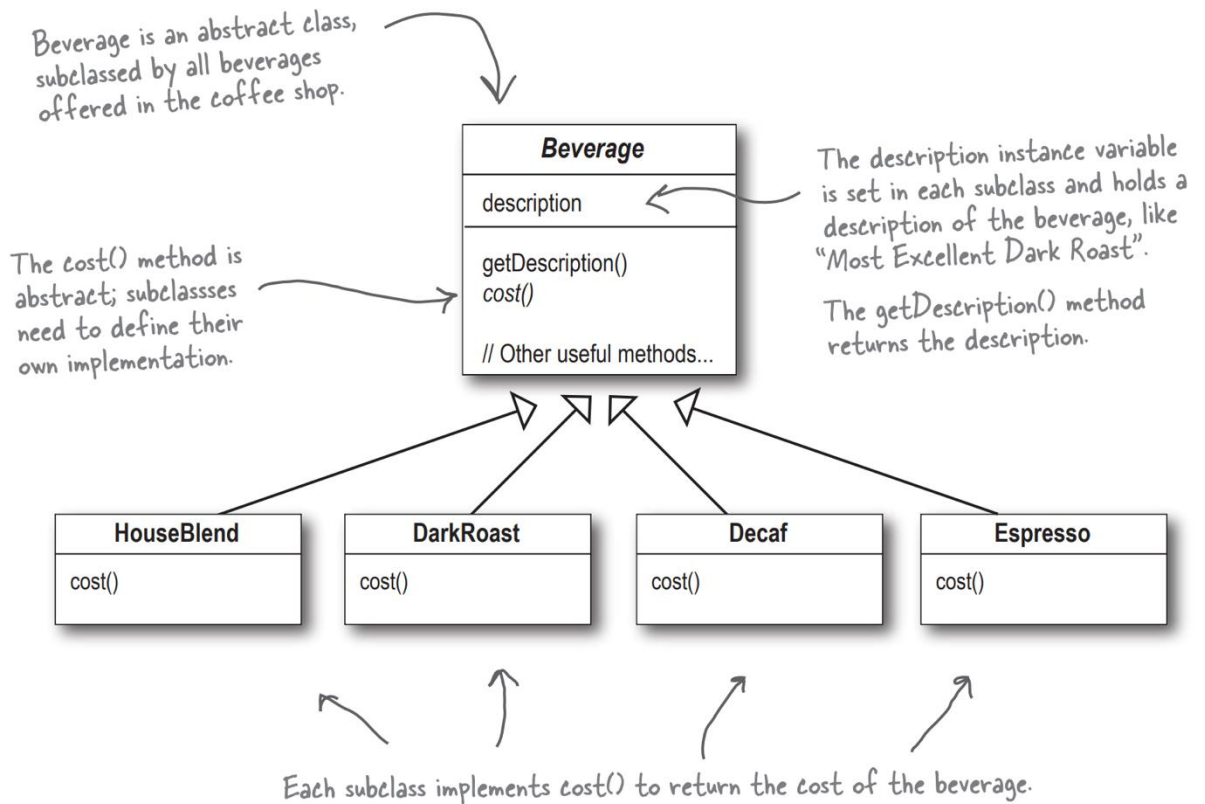 Beverage is an abstract class,
subclassed by all beverages
offered in the coffee shop.
Beverage
description
getDescription()
cost()
// Other useful methods...
The description instance variable
is set in each subclass and holds a
description of the beverage, like
“Most Excellent Dark Roast”.
The getDescription() method
returns the description.
The cost() method is
abstract; subclassses
need to define their
own implementation.
HouseBlend
cost()
DarkRoast
cost()
Decaf
cost()
Espresso
cost()
Each subclass implements cost() to return the cost of the beverage.